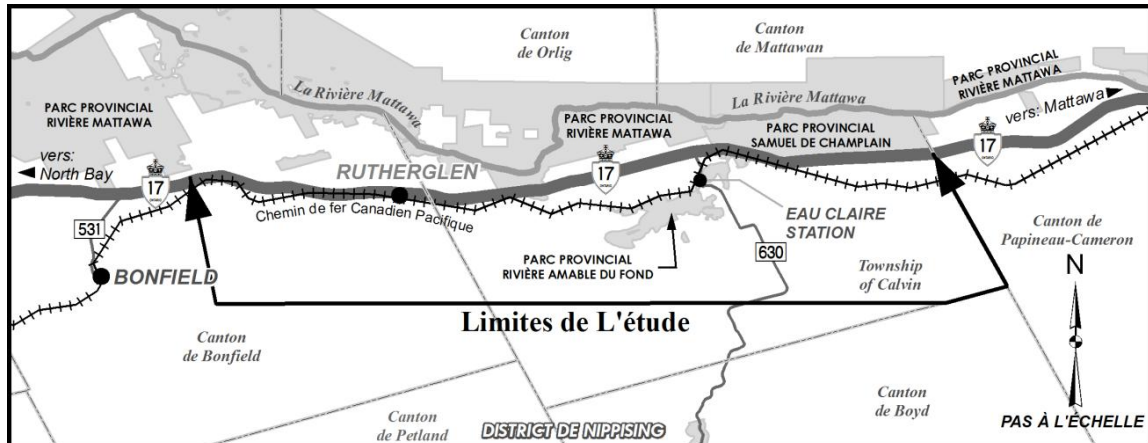 Canton
de Orlig
Canton
de Mattawan
PARC PROVINCIAL
RIVIÈRE MATTAWA
La Rivière Mattawa
PARC PROVINCIAL
RIVIÈRE MATTAWA
La Rivière Mattawa
PARC PROVINCIAL
RIVIÈRE MATTAWA
vers: Mattawa
PARC PROVINCIAL
SAMUEL DE CHAMPLAIN
vers:
North Bay
17
ONTARIO
RUTHERGLEN
17
ONTARIO
17
ONTARIO
Chemin de fer Canadien Pacifique
531
BONFIELD
EAU CLAIRE
STATION
PARC PROVINCIAL
RIVIÈRE AMABLE DU FOND
630
Township
of Calvin
Canton de
Papineau-Cameron
N
Limites de L'étude
Canton
de Bonfield
Canton
de Petland
DISTRICT DE NIPPISING
Canton
de Boyd
PAS À L'ÉCHELLE